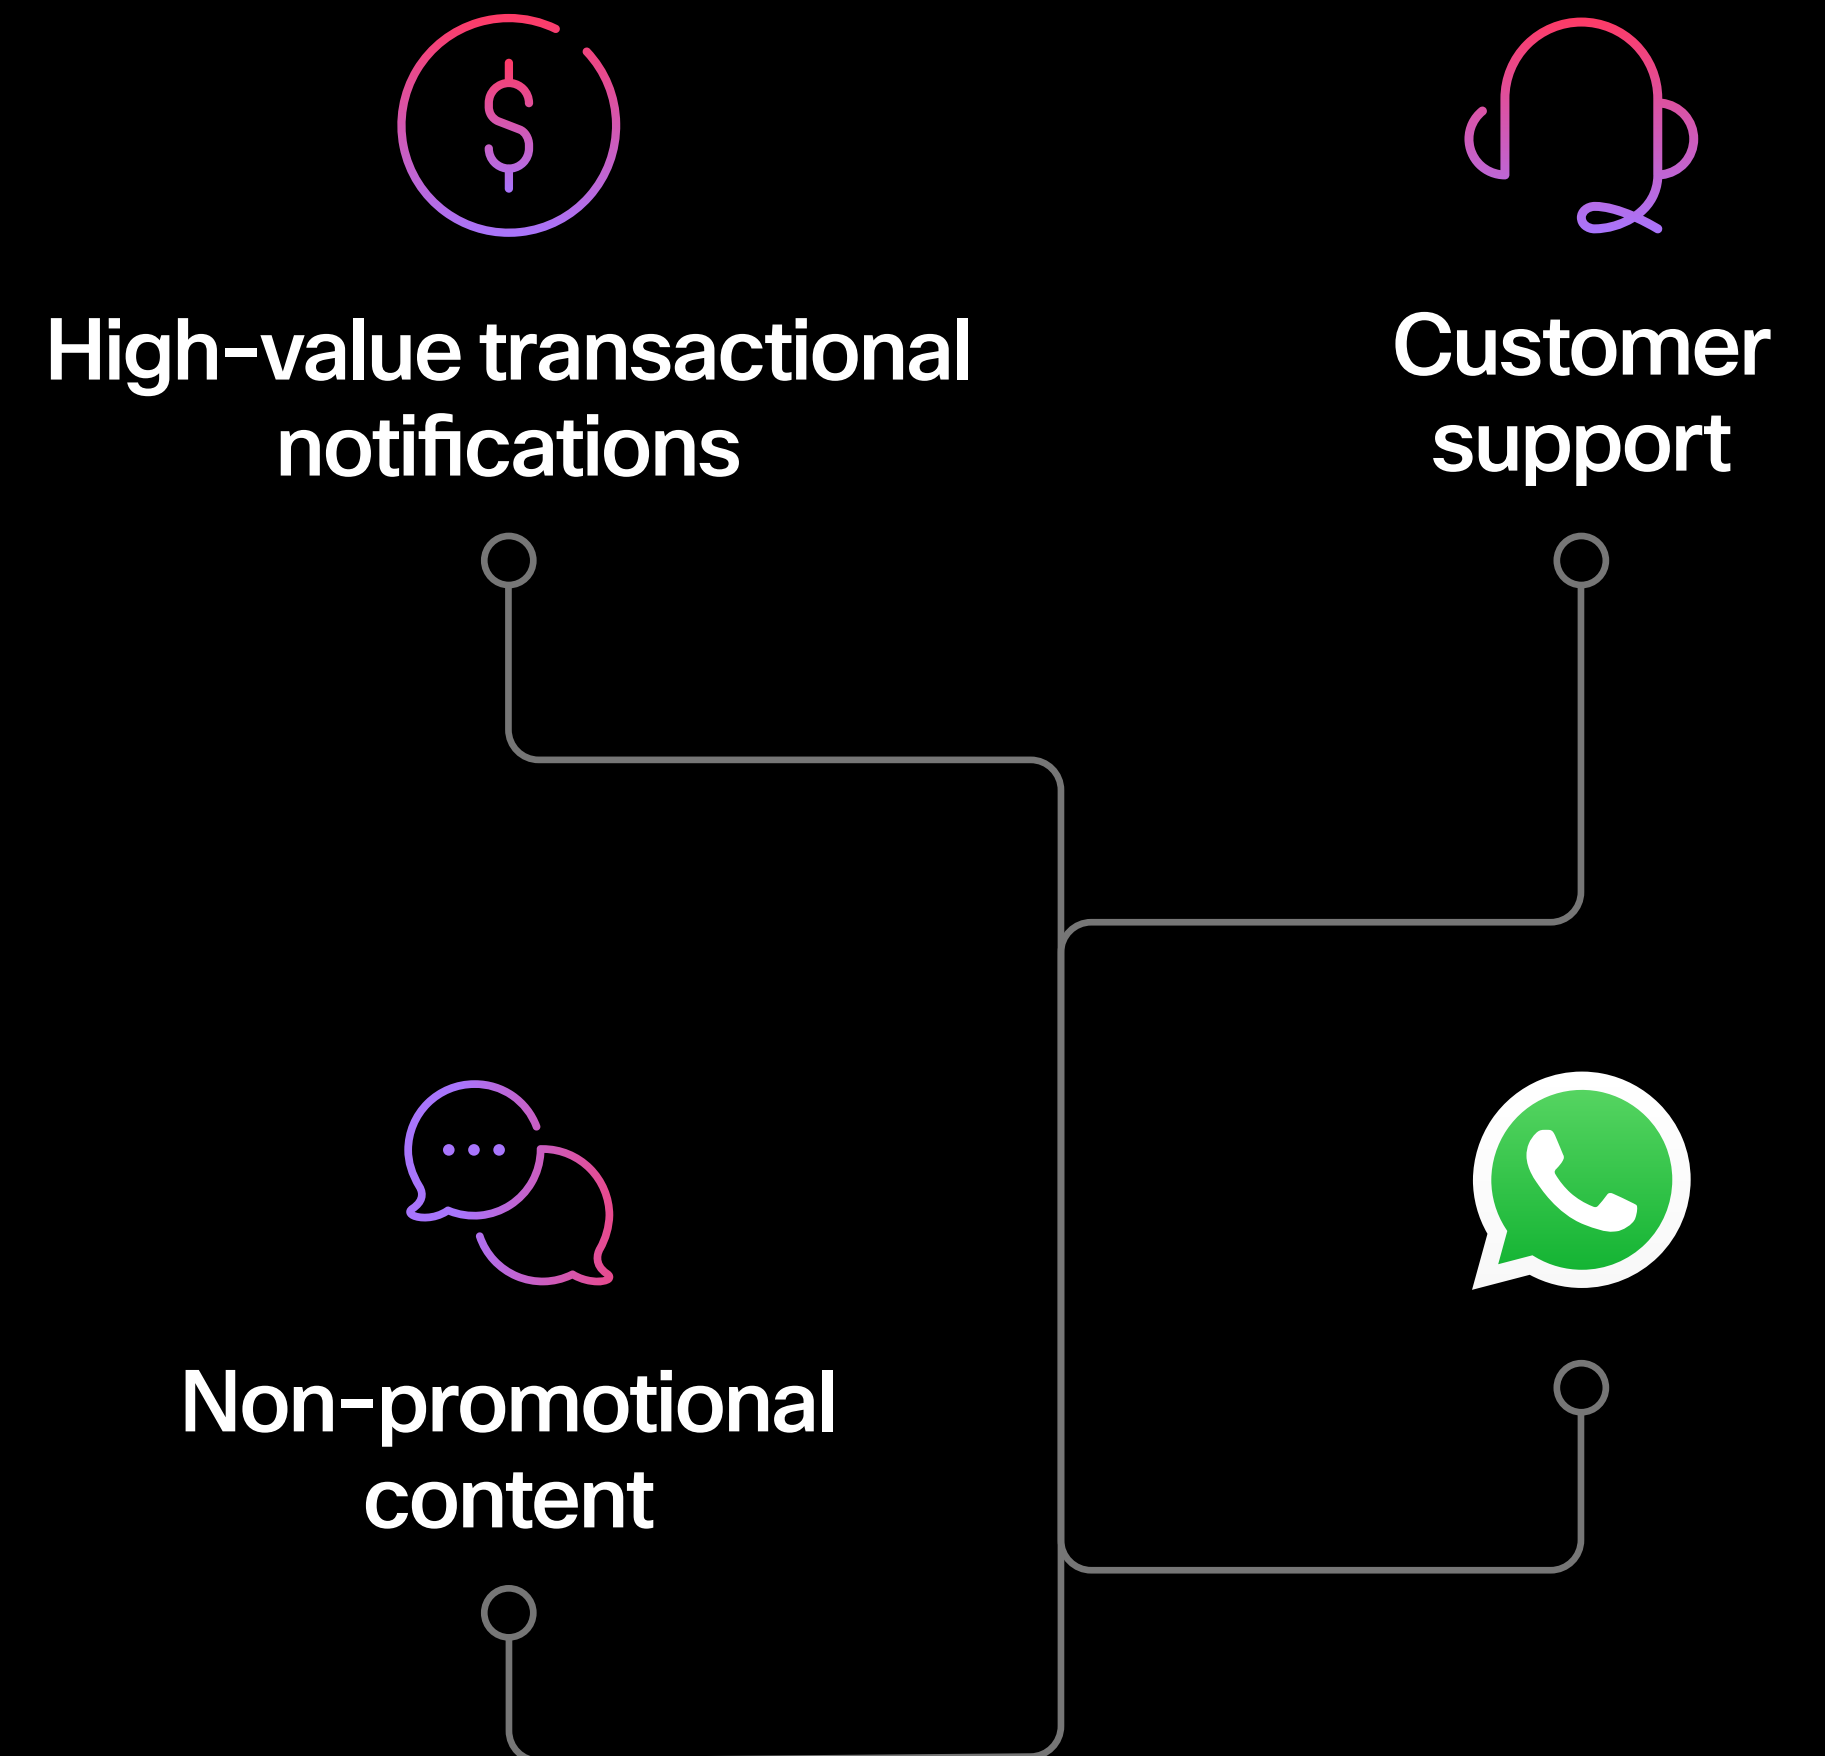 High-value transactional
notifications
Customer
support
Non-promotional
content